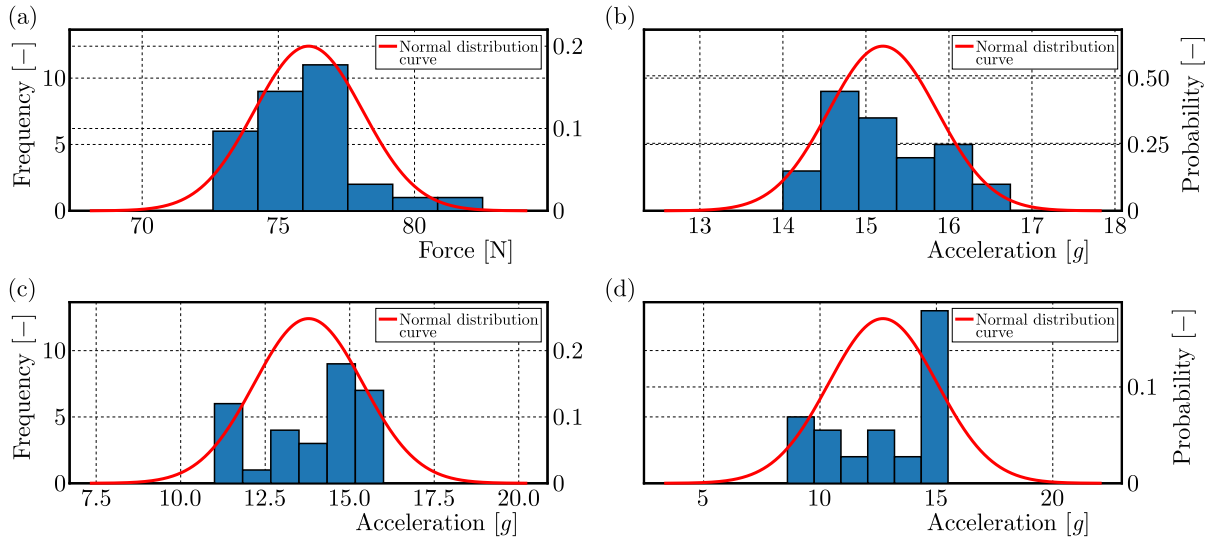 (a)
Frequency [−]
10
5
0
Normal distribution
curve
0.2
0.1
0
70
75
80
Force [N]
(b)
Normal distribution
curve
0.50
0.25
0
Probability [−]
13
14
15
16
17
18
Acceleration [g]
(c)
Frequency [−]
10
5
0
Normal distribution
curve
0.2
0.1
0
7.5
10.0
12.5
15.0
17.5
20.0
Acceleration [g]
(d)
Normal distribution
curve
0.1
0
Probability [−]
5
10
15
20
Acceleration [g]